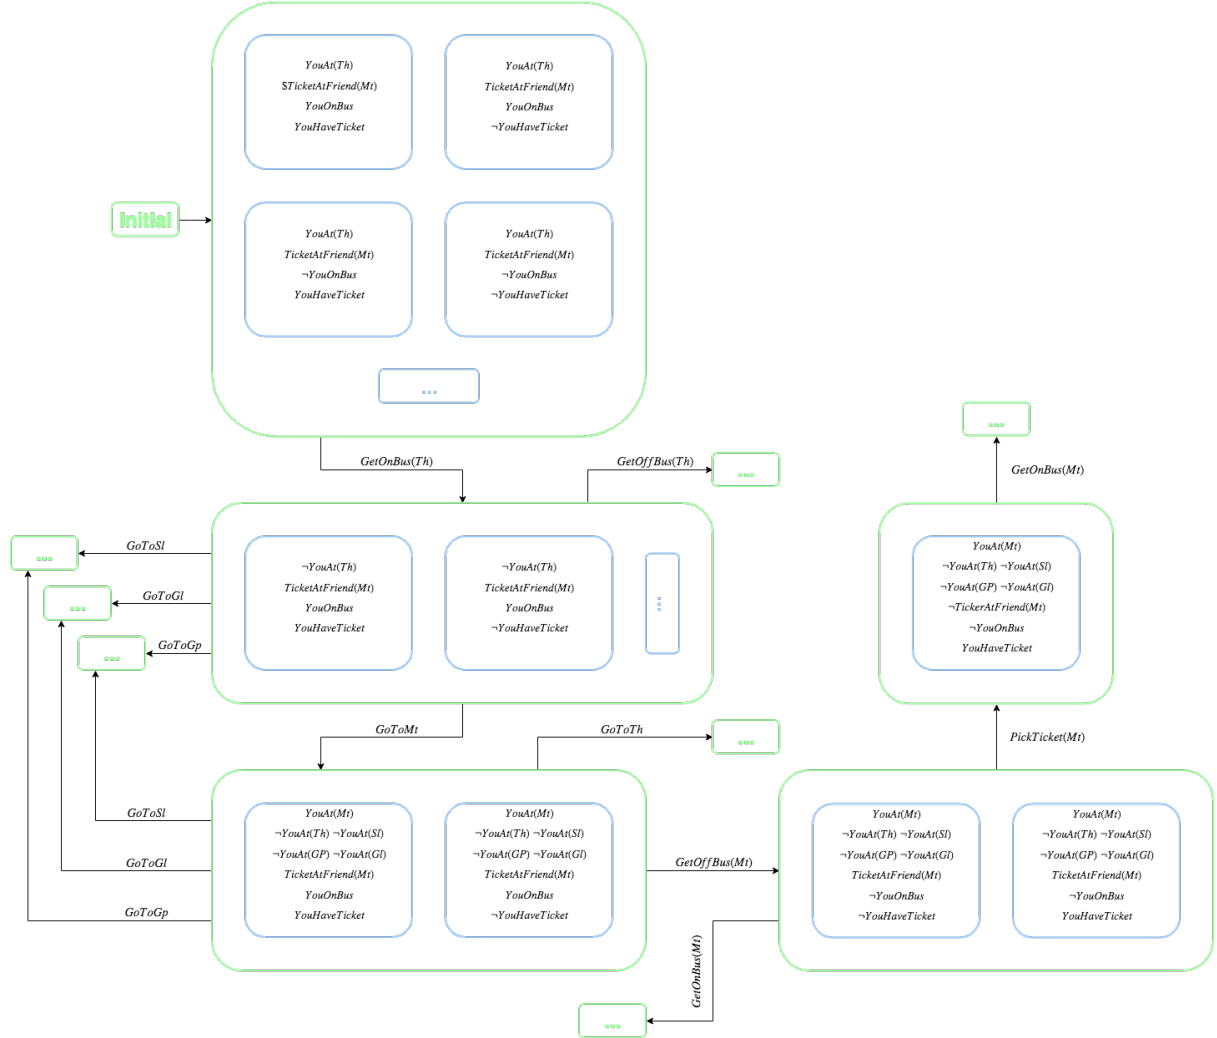 YouAt(Th)
$TicketAtFriend(Mt)
YouOnBus
YouHaveTicket
YouAt(Th)
TicketAtFriend(Mt)
YouOnBus
¬YouHaveTicket
Initial
YouAt(Th)
TicketAtFriend(Mt)
¬YouOnBus
YouHaveTicket
YouAt(Th)
TicketAtFriend(Mt)
¬YouOnBus
¬YouHaveTicket
...
GetOnBus(Th)
GetOffBus(Th)
...
...
GetOnBus(Mt)
GoToSl
...
GoToGl
...
GoToGp
...
¬YouAt(Th)
TicketAtFriend(Mt)
YouOnBus
YouHaveTicket
¬YouAt(Th)
TicketAtFriend(Mt)
YouOnBus
¬YouHaveTicket
...
YouAt(Mt)
¬YouAt(Th) ¬YouAt(Sl)
¬YouAt(GP) ¬YouAt(Gl)
¬TickerAtFriend(Mt)
¬YouOnBus
YouHaveTicket
GoToMt
GoToTh
...
PickTicket(Mt)
GoToSl
GoToGl
GoToGp
YouAt(Mt)
¬YouAt(Th) ¬YouAt(Sl)
¬YouAt(GP) ¬YouAt(Gl)
TicketAtFriend(Mt)
YouOnBus
YouHaveTicket
YouAt(Mt)
¬YouAt(Th) ¬YouAt(Sl)
¬YouAt(GP) ¬YouAt(Gl)
TicketAtFriend(Mt)
YouOnBus
¬YouHaveTicket
GetOffBus(Mt)
YouAt(Mt)
¬YouAt(Th) ¬YouAt(Sl)
¬YouAt(GP) ¬YouAt(Gl)
TicketAtFriend(Mt)
¬YouOnBus
¬YouHaveTicket
YouAt(Mt)
¬YouAt(Th) ¬YouAt(Sl)
¬YouAt(GP) ¬YouAt(Gl)
TicketAtFriend(Mt)
¬YouOnBus
YouHaveTicket
GetOnBus(Mt)
...